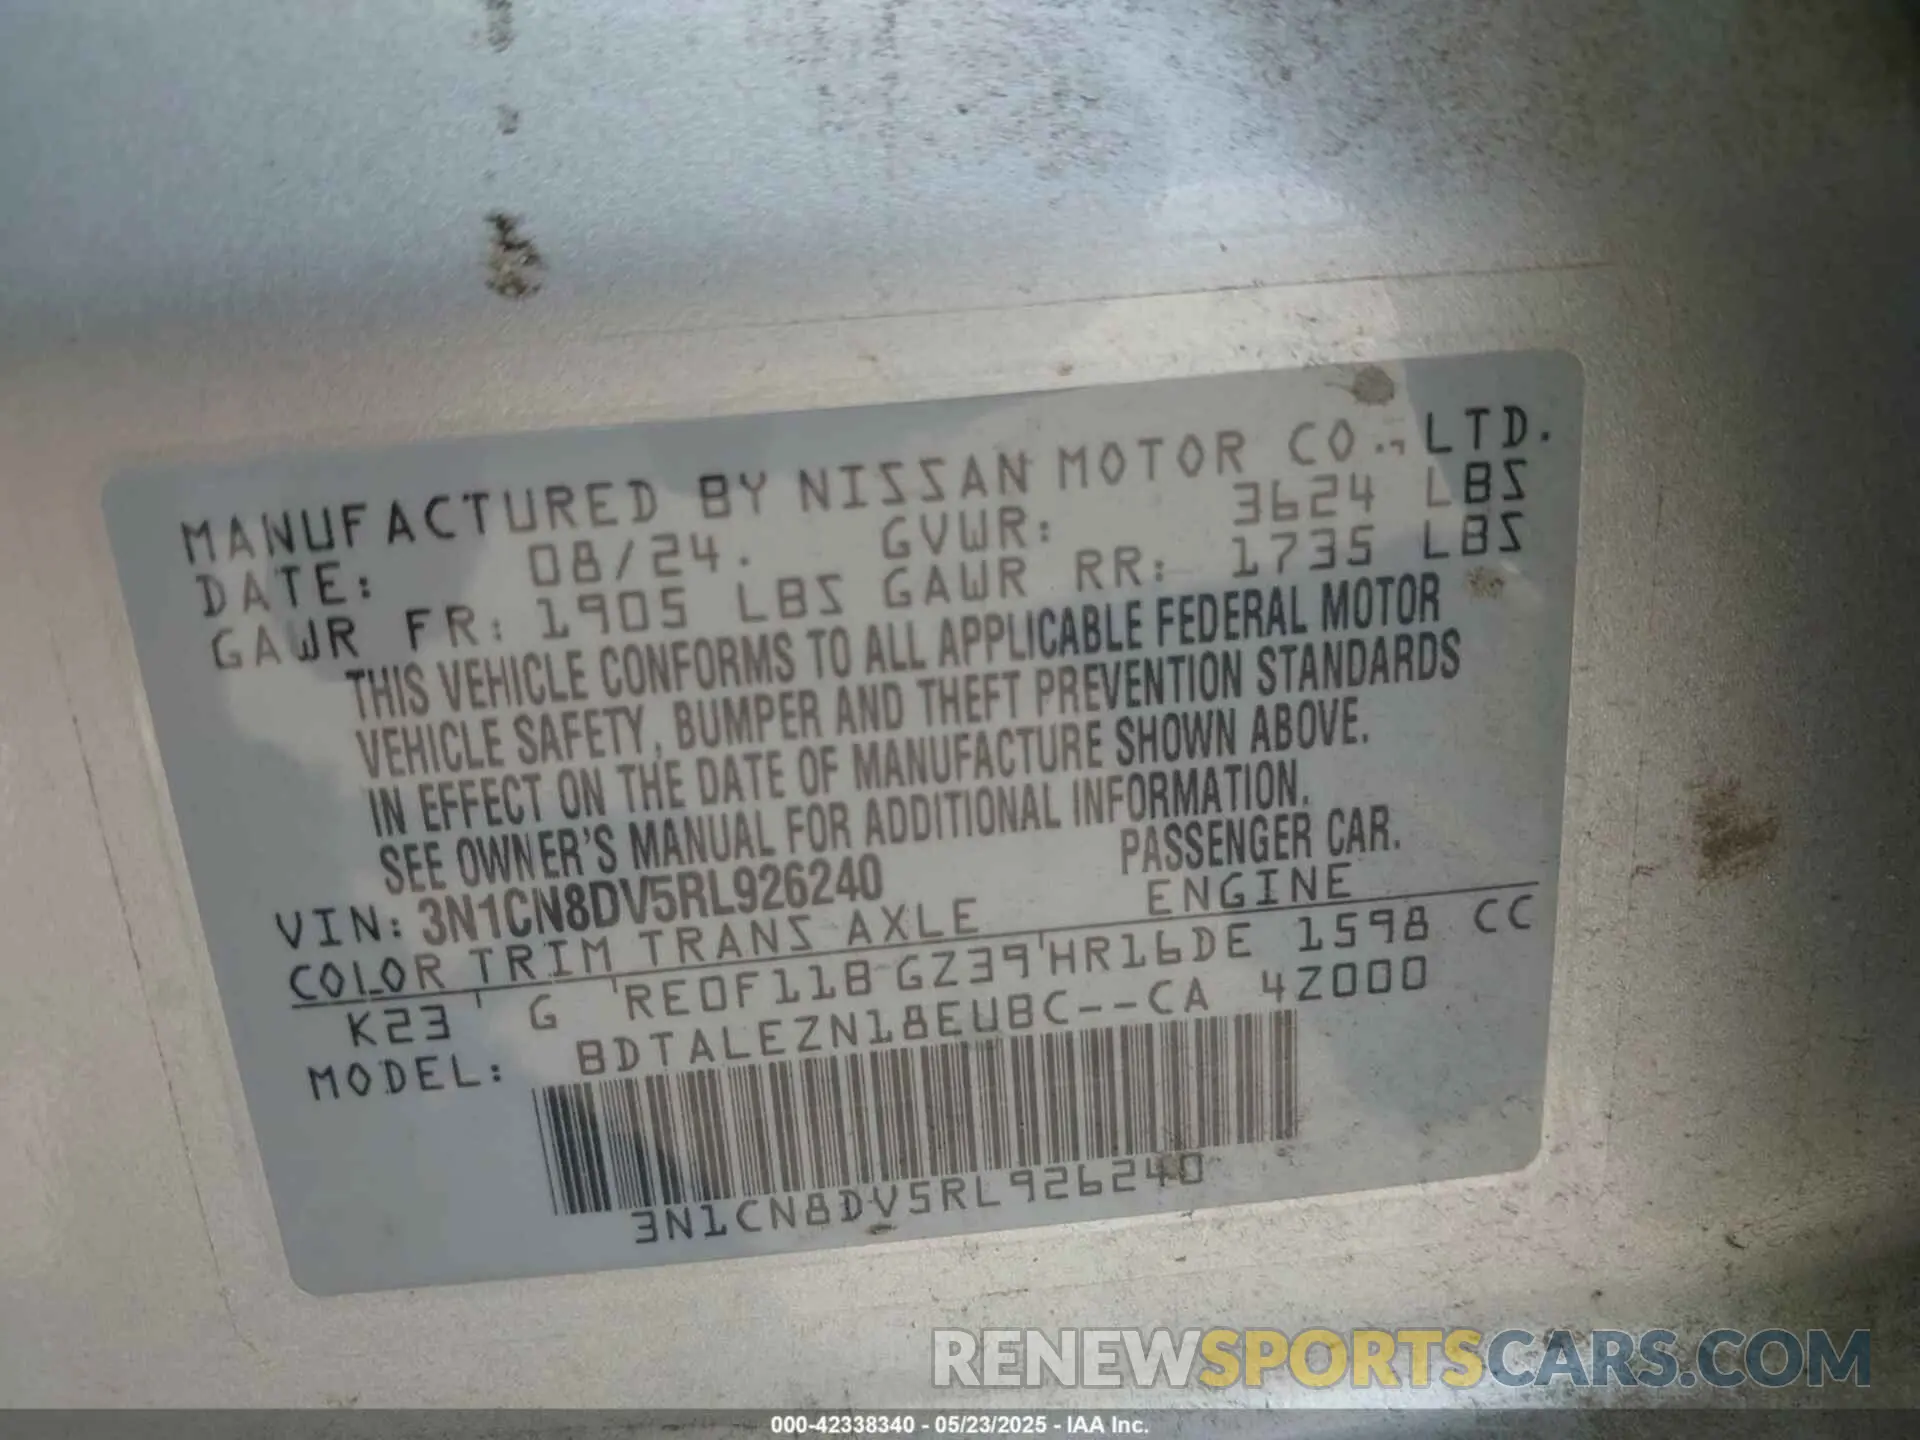 MANUFACTURED BY NISSAN MOTOR CO., LTD.
DATE: 08/24. GVWR: 3624 LBS
GAWR FR: 1905 LBS GAWR RR: 1735 LBS
THIS VEHICLE CONFORMS TO ALL APPLICABLE FEDERAL MOTOR
VEHICLE SAFETY, BUMPER AND THEFT PREVENTION STANDARDS
IN EFFECT ON THE DATE OF MANUFACTURE SHOWN ABOVE.
SEE OWNER'S MANUAL FOR ADDITIONAL INFORMATION.
VIN: 3N1CN8DV5RL926240 PASSENGER CAR.
COLOR TRIM TRANS AXLE ENGINE
K23 G RE0F11B GZ39 HR16DE 1598 CC
MODEL: BDTALEZN18EUBC--CA 4Z000
3N1CN8DV5RL926240
RENEWSPORTSCARS.COM
000-42338340 - 05/23/2025 - IAA Inc.